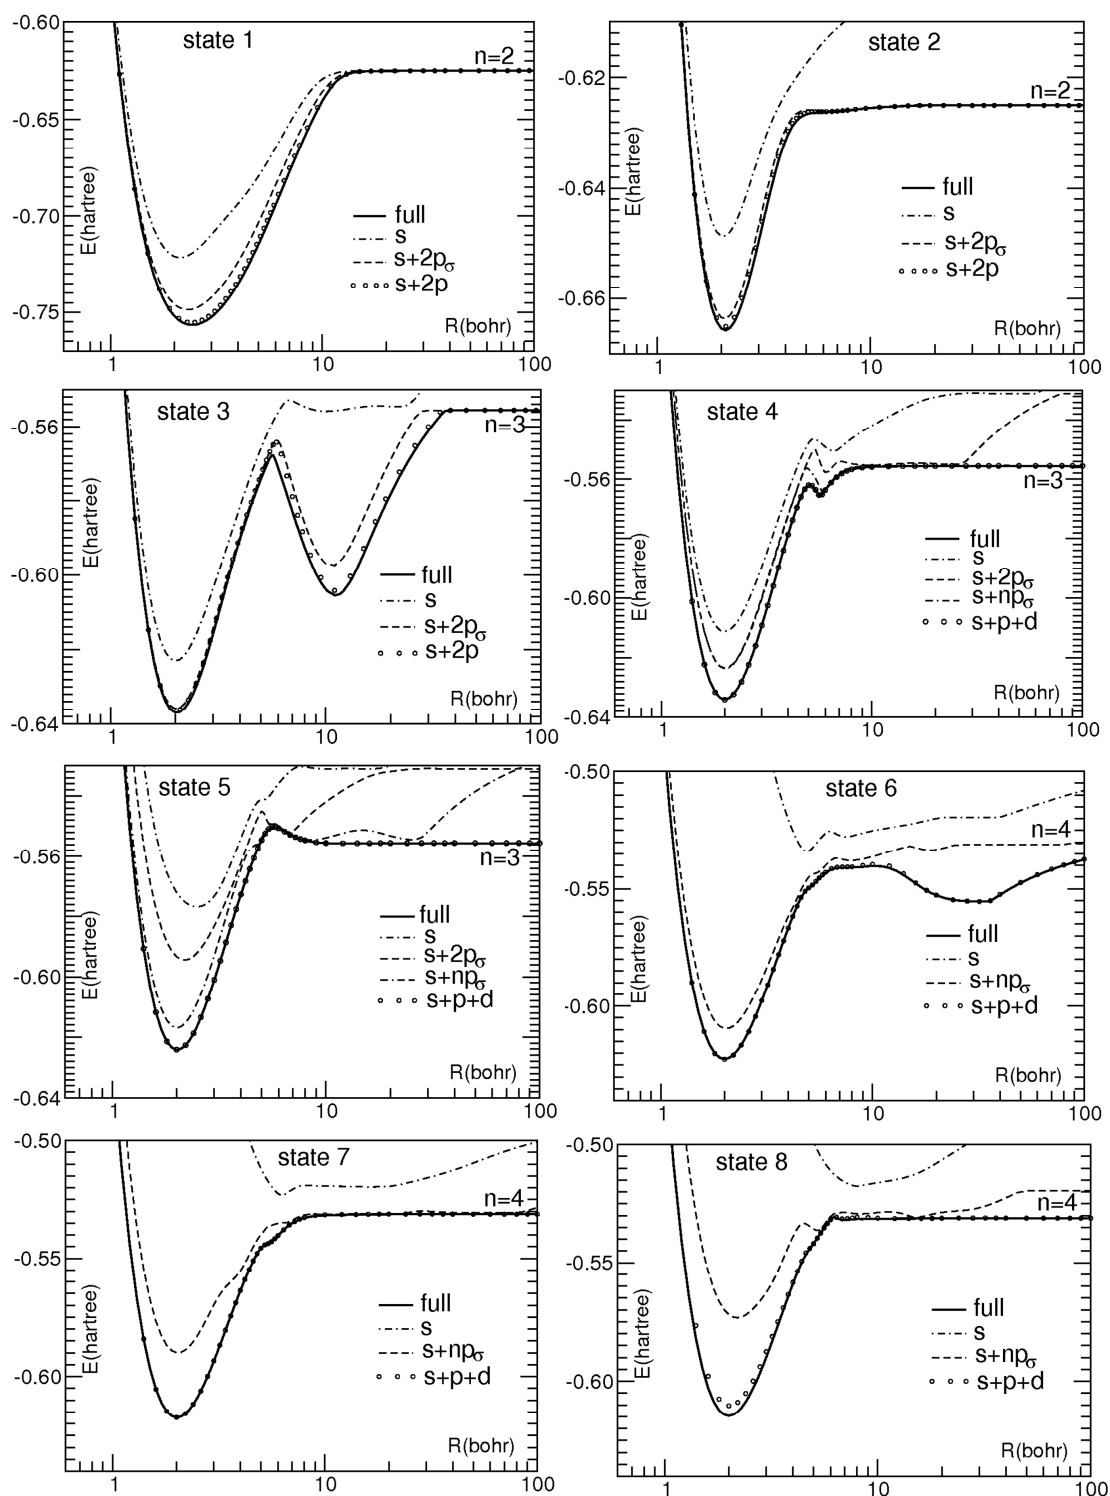 -0.60
-0.65
-0.70
-0.75
E(hartree)
state 1
n=2
full
s
s+2pσ
s+2p
R(bohr)
1
10
100
-0.62
-0.64
-0.66
E(hartree)
state 2
n=2
full
s
s+2pσ
s+2p
R(bohr)
1
10
100
-0.56
-0.60
-0.64
E(hartree)
state 3
n=3
full
s
s+2pσ
s+2p
R(bohr)
1
10
100
-0.56
-0.60
-0.64
E(hartree)
state 4
n=3
full
s
s+2pσ
s+npσ
s+p+d
R(bohr)
1
10
100
-0.56
-0.60
-0.64
E(hartree)
state 5
n=3
full
s
s+2pσ
s+npσ
s+p+d
R(bohr)
1
10
100
-0.50
-0.55
-0.60
E(hartree)
state 6
n=4
full
s
s+npσ
s+p+d
R(bohr)
1
10
100
-0.50
-0.55
-0.60
E(hartree)
state 7
n=4
full
s
s+npσ
s+p+d
R(bohr)
1
10
100
-0.50
-0.55
-0.60
E(hartree)
state 8
n=4
full
s
s+npσ
s+p+d
R(bohr)
1
10
100